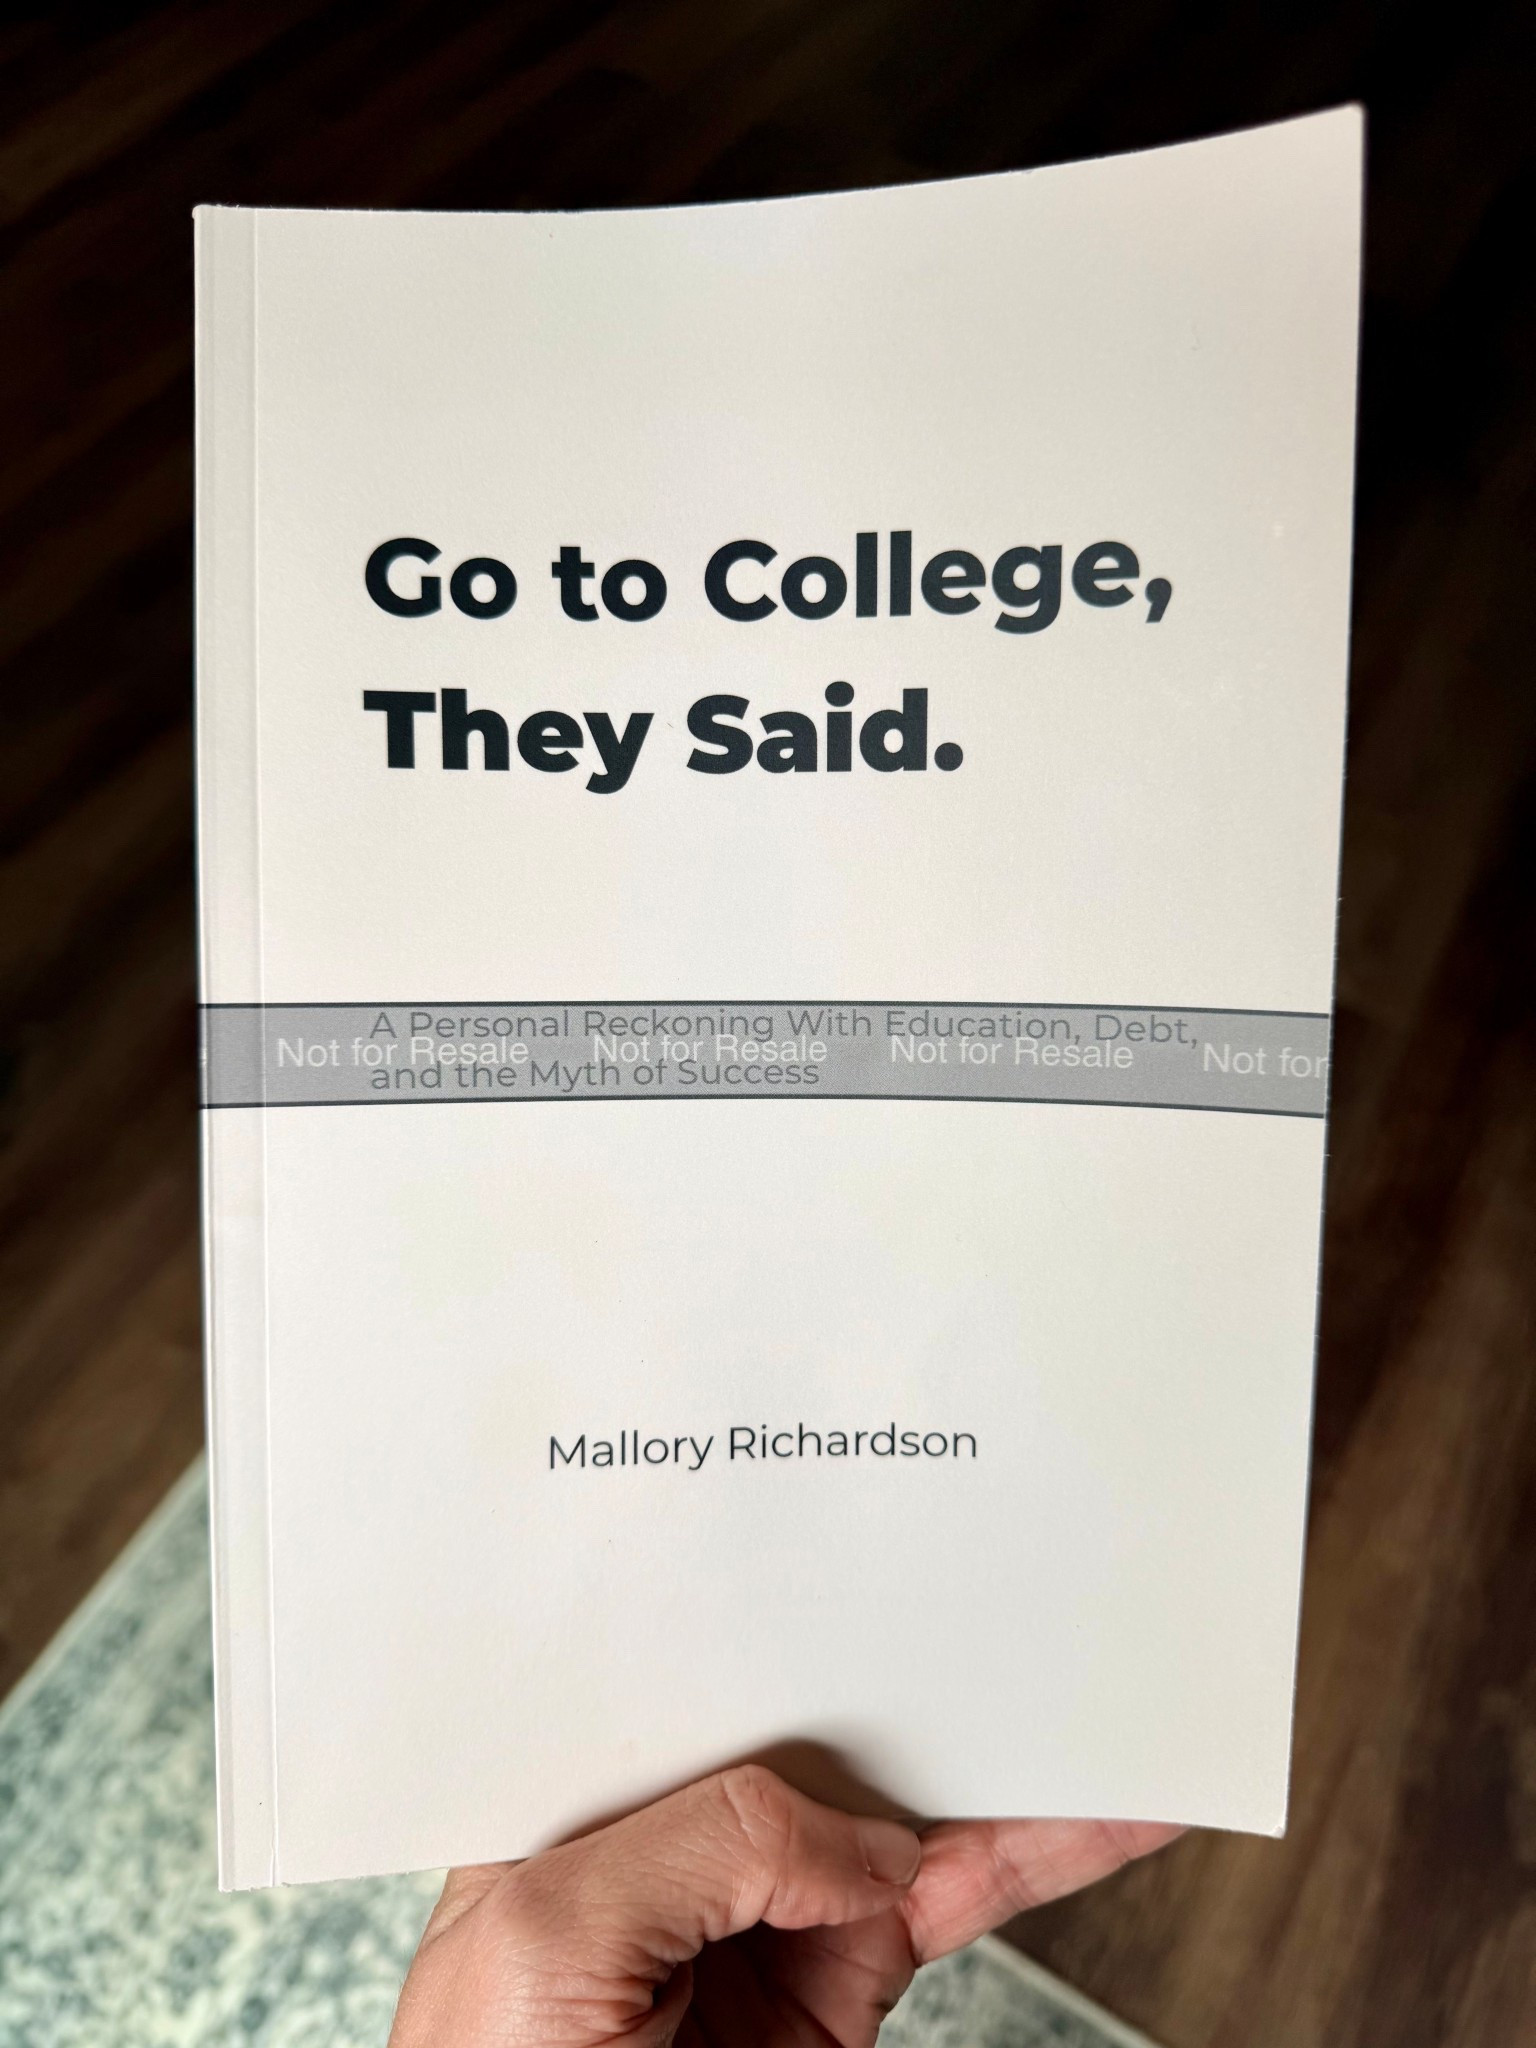 Go to College,
They Said.
A Personal Reckoning With Education, Debt,
Not for Resale Not for Resale Not for Resale Not for
and the Myth of Success
Mallory Richardson